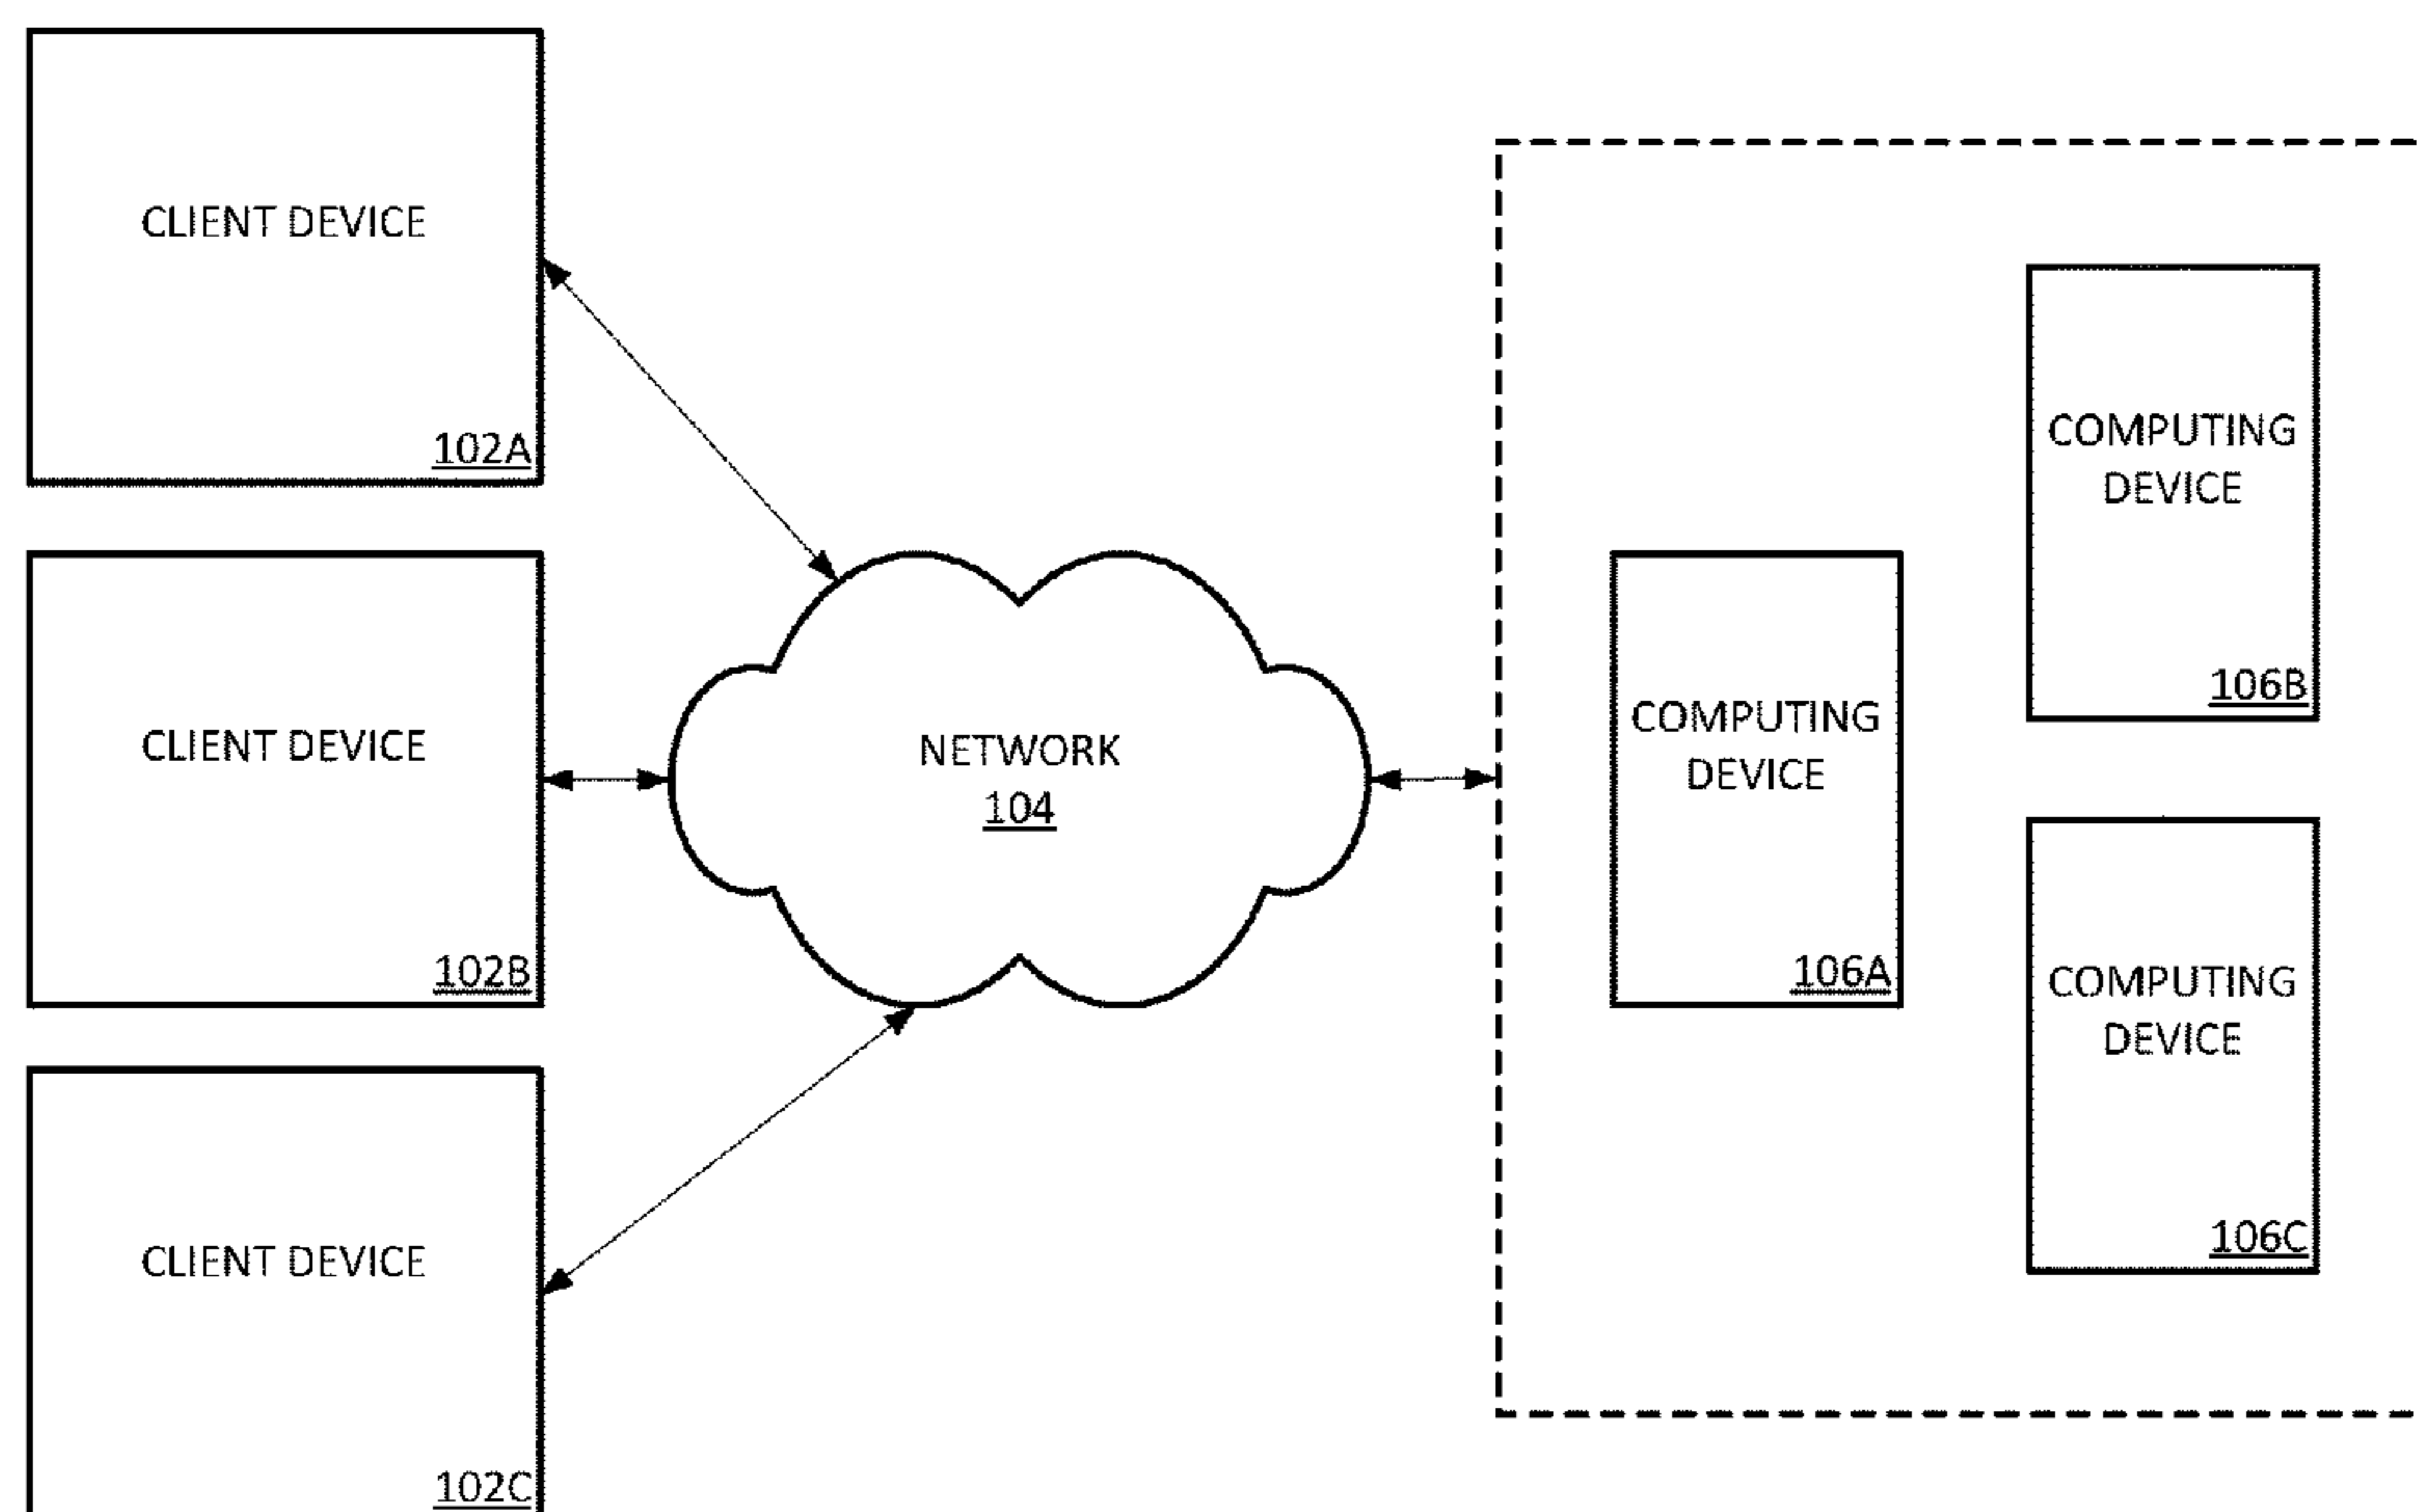 CLIENT DEVICE
102A
CLIENT DEVICE
102B
CLIENT DEVICE
102C
NETWORK
104
COMPUTING
DEVICE
106A
COMPUTING
DEVICE
106B
COMPUTING
DEVICE
106C